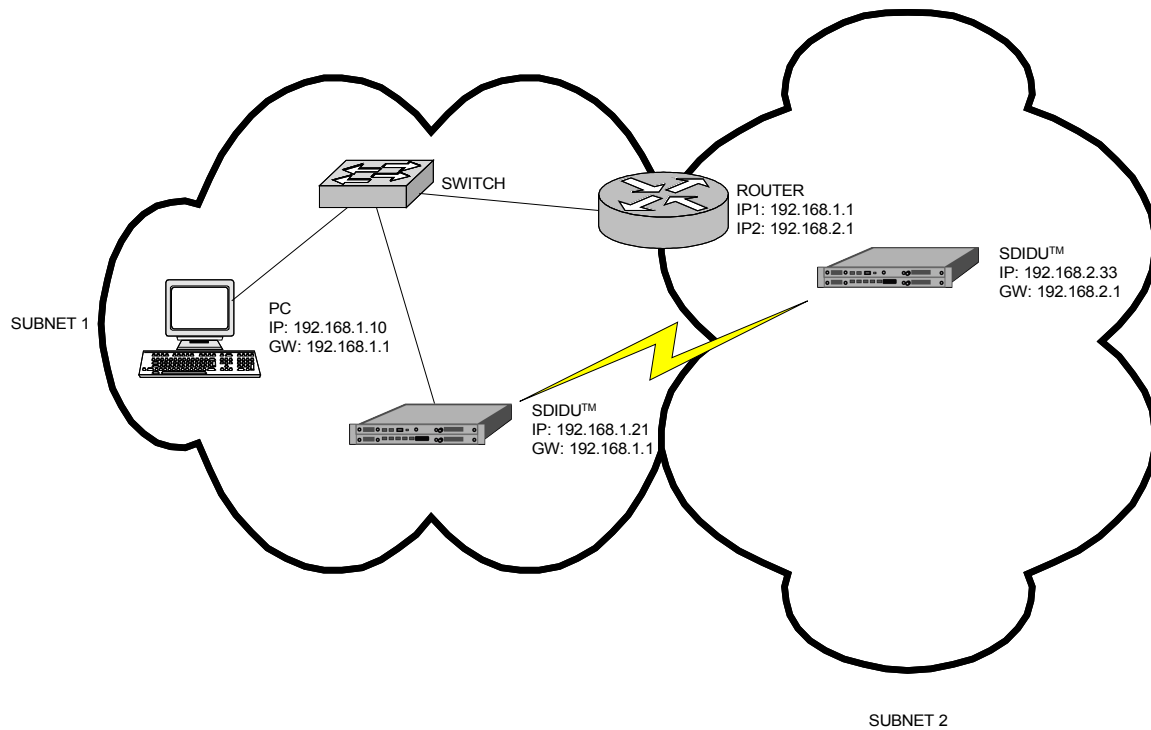 SWITCH
ROUTER
IP1: 192.168.1.1
IP2: 192.168.2.1
SDIDU™
IP: 192.168.2.33
GW: 192.168.2.1
SUBNET 1
PC
IP: 192.168.1.10
GW: 192.168.1.1
SDIDU™
IP: 192.168.1.21
GW: 192.168.1.1
SUBNET 2